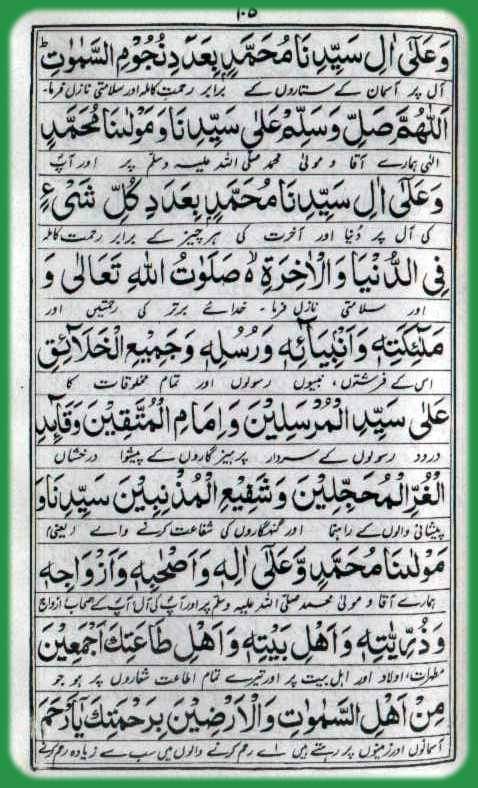 ۱۰۵
وَعَلٰٓی اٰلِ سَیِّدِنَا مُحَمَّدٍۭ بِعَدَدِ نُجُوْمِ السَّمٰوٰتِ ؕ
آل پر آسمان کے ستاروں کے برابر رحمت کاملہ اور سلامتی نازل فرما۔
اَللّٰهُمَّ صَلِّ وَسَلِّمْ عَلٰی سَیِّدِنَا وَمَوْلٰىنَا مُحَمَّدٍ
الٰہی ہمارے آقا و مولیٰ محمد صلی اللہ علیہ وسلم پر اور آپ
وَعَلٰٓی اٰلِ سَیِّدِنَا مُحَمَّدٍۭ بِعَدَدِ کُلِّ شَیْءٍ
کی آل پر دُنیا اور آخرت کی ہر چیز کے برابر رحمت کاملہ
فِی الدُّنْیَا وَالْاٰخِرَةِ ہ صَلَوٰتُ اللّٰهِ تَعَالٰی وَ
اور سلامتی نازل فرما۔ خدائے برتر کی رحمتیں اور
مَلٰٓئِکَتِهٖ وَاَنْۢبِیَآئِهٖ وَرُسُلِهٖ وَجَمِیْعِ الْخَلَآئِقِ
اس کے فرشتوں، نبیوں رسولوں اور تمام مخلوقات کا
عَلٰی سَیِّدِ الْمُرْسَلِیْنَ وَاِمَامِ الْمُتَّقِیْنَ وَقَآئِدِ
درود رسولوں کے سردار پرہیزگاروں کے پیشوا درخشاں
الْغُرِّ الْمُحَجَّلِیْنَ وَشَفِیْعِ الْمُذْنِبِیْنَ سَیِّدِنَا وَ
پیشانی والوں کے راہنما اور گنہگاروں کی شفاعت کرنے والے (یعنی)
مَوْلٰىنَا مُحَمَّدٍ وَّعَلٰٓی اٰلِهٖ وَاَصْحٰبِهٖ وَاَزْوَاجِهٖ
ہمارے آقا و مولیٰ محمد صلی اللہ علیہ وسلم پر اور آپ کی آل آپ کے صحابہ ازواج
وَذُرِّیّٰتِهٖ وَاَهْلِ بَیْتِهٖ وَاَهْلِ طَاعَتِكَ اَجْمَعِیْنَ
مطہرات، اولاد اور اہل بیت پر اور تیرے تمام اطاعت شعاروں پر ہو جو
مِنْ اَهْلِ السَّمٰوٰتِ وَالْاَرْضِیْنَ بِرَحْمَتِكَ یَآ اَرْحَمَ
آسمانوں اور زمینوں پر رہتے ہیں اے رحم کرنے والوں میں سب سے زیادہ رحم کرنے